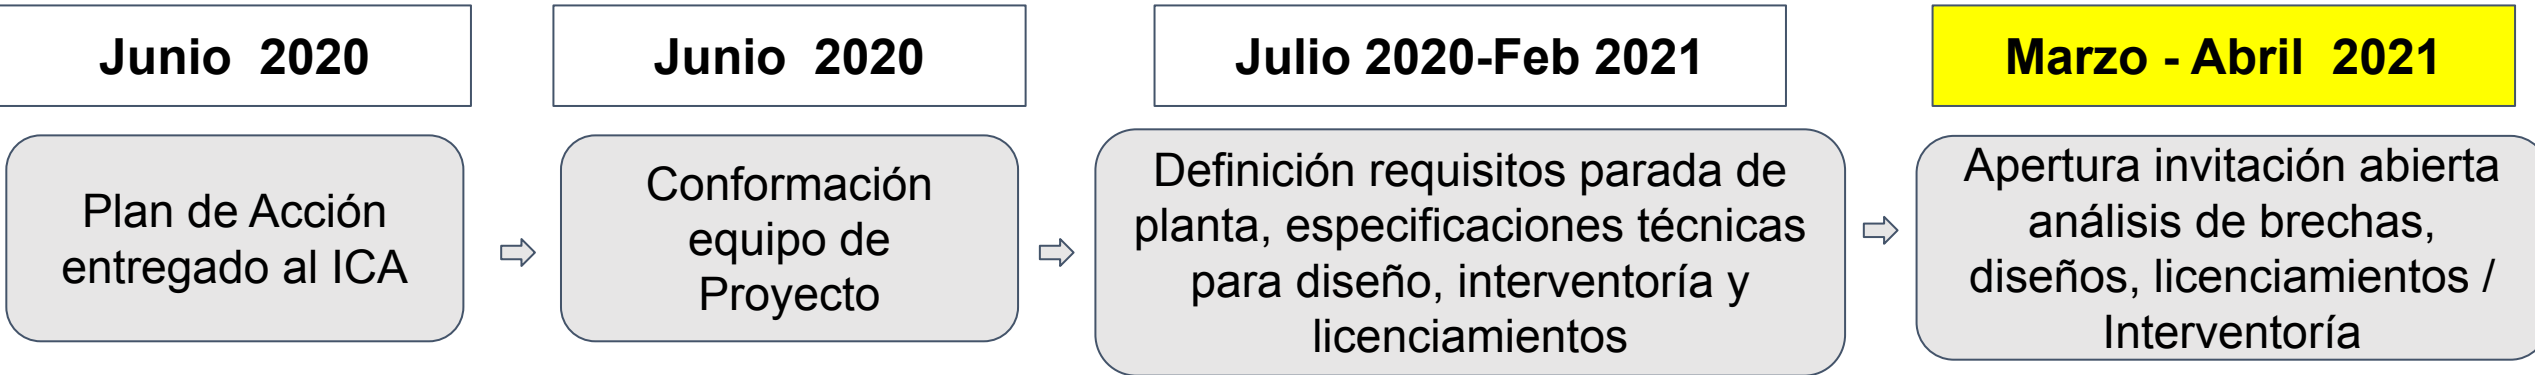 Junio 2020
Junio 2020
Julio 2020-Feb 2021
Marzo - Abril 2021
Plan de Acción
entregado al ICA
Conformación
equipo de
Proyecto
Definición requisitos parada de
planta, especificaciones técnicas
para diseño, interventoría y
licenciamientos
Apertura invitación abierta
análisis de brechas,
diseños, licenciamientos /
Interventoría